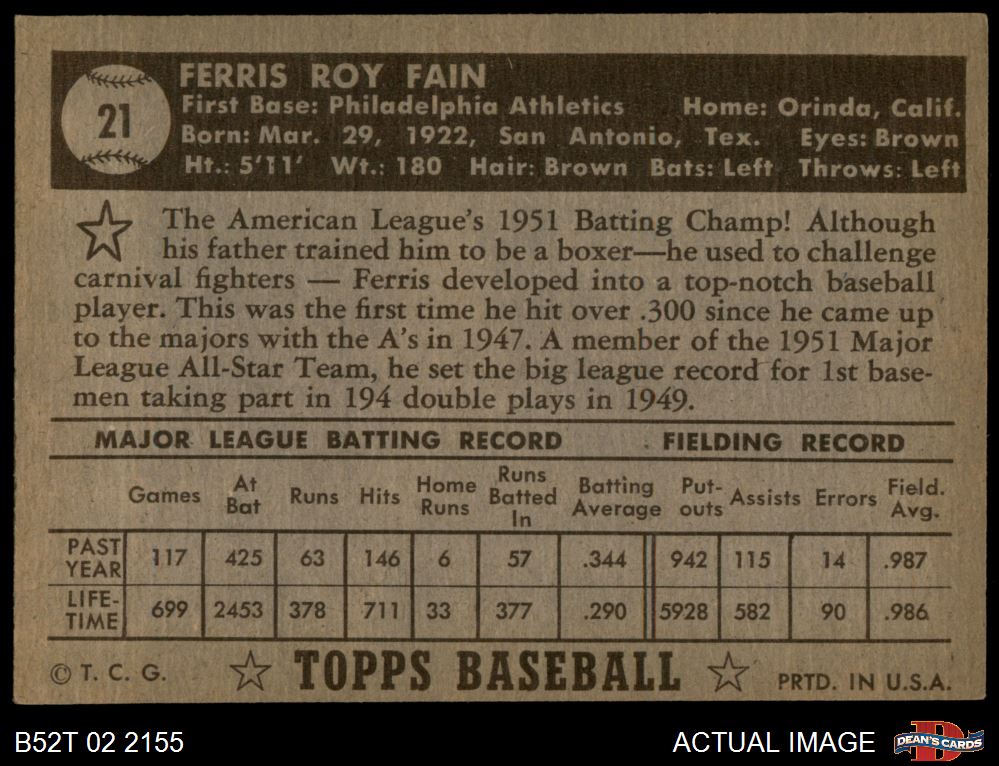 21
FERRIS ROY FAIN
First Base: Philadelphia Athletics Home: Orinda, Calif.
Born: Mar. 29, 1922, San Antonio, Tex. Eyes: Brown
Ht.: 5'11' Wt.: 180 Hair: Brown Bats: Left Throws: Left
The American League's 1951 Batting Champ! Although
his father trained him to be a boxer—he used to challenge
carnival fighters — Ferris developed into a top-notch baseball
player. This was the first time he hit over .300 since he came up
to the majors with the A's in 1947. A member of the 1951 Major
League All-Star Team, he set the big league record for 1st base-
men taking part in 194 double plays in 1949.
MAJOR LEAGUE BATTING RECORD FIELDING RECORD
Games At Bat Runs Hits Home Runs Runs Batted In Batting Average Put-outs Assists Errors Field. Avg.
PAST YEAR 117 425 63 146 6 57 .344 942 115 14 .987
LIFE-TIME 699 2453 378 711 33 377 .290 5928 582 90 .986
© T. C. G. TOPPS BASEBALL PRTD. IN U.S.A.
B52T 02 2155 ACTUAL IMAGE DEAN'S CARDS